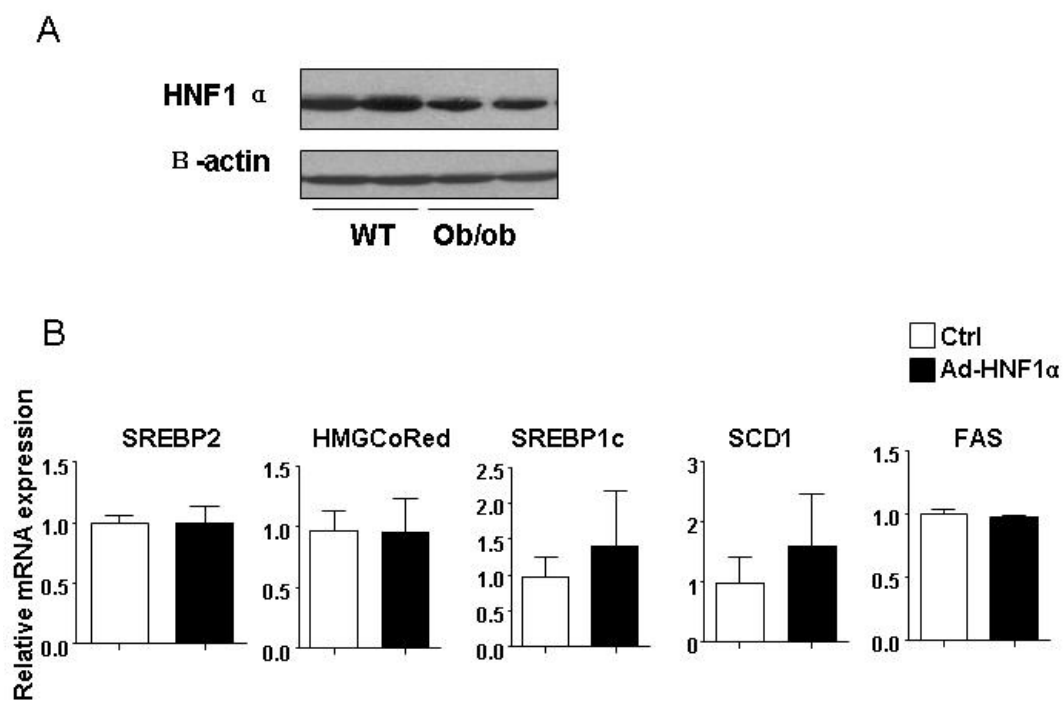 A
HNF1 α
B -actin
WT Ob/ob
B
Ctrl
Ad-HNF1α
Relative mRNA expression
SREBP2
1.5
1.0
0.5
0.0
HMGCoRed
1.5
1.0
0.5
0.0
SREBP1c
2.5
2.0
1.5
1.0
0.5
0.0
SCD1
3
2
1
0
FAS
1.5
1.0
0.5
0.0